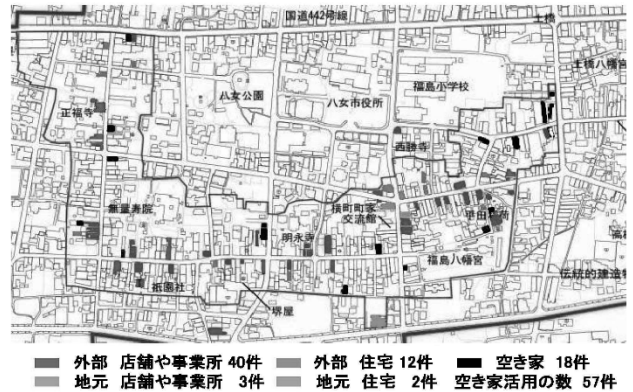 国道442号線
土橋
土橋八幡宮
福島小学校
八女公園
八女市役所
正福寺
西勝寺
無量寿院
横町町家
交流館
明永寺
福島八幡宮
祇園社
堺屋
伝統的建造物
外部 店舗や事業所 40件
外部 住宅 12件
空き家 18件
地元 店舗や事業所 3件
地元 住宅 2件
空き家活用の数 57件